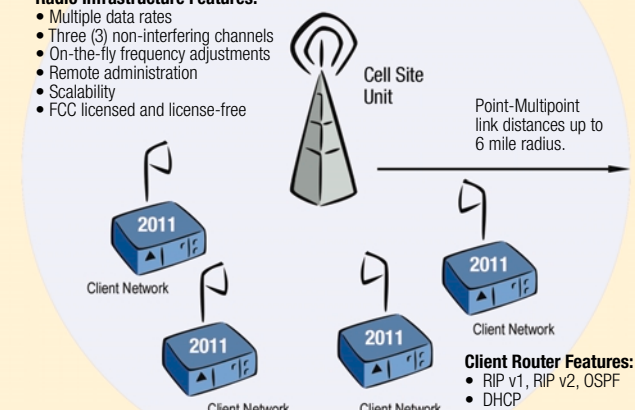 Radio Infrastructure Features:
• Multiple data rates
• Three (3) non-interfering channels
• On-the-fly frequency adjustments
• Remote administration
• Scalability
• FCC licensed and license-free
Cell Site
Unit
Point-Multipoint
link distances up to
6 mile radius.
2011
Client Network
2011
Client Network
2011
Client Network
2011
Client Network
Client Router Features:
• RIP v1, RIP v2, OSPF
• DHCP